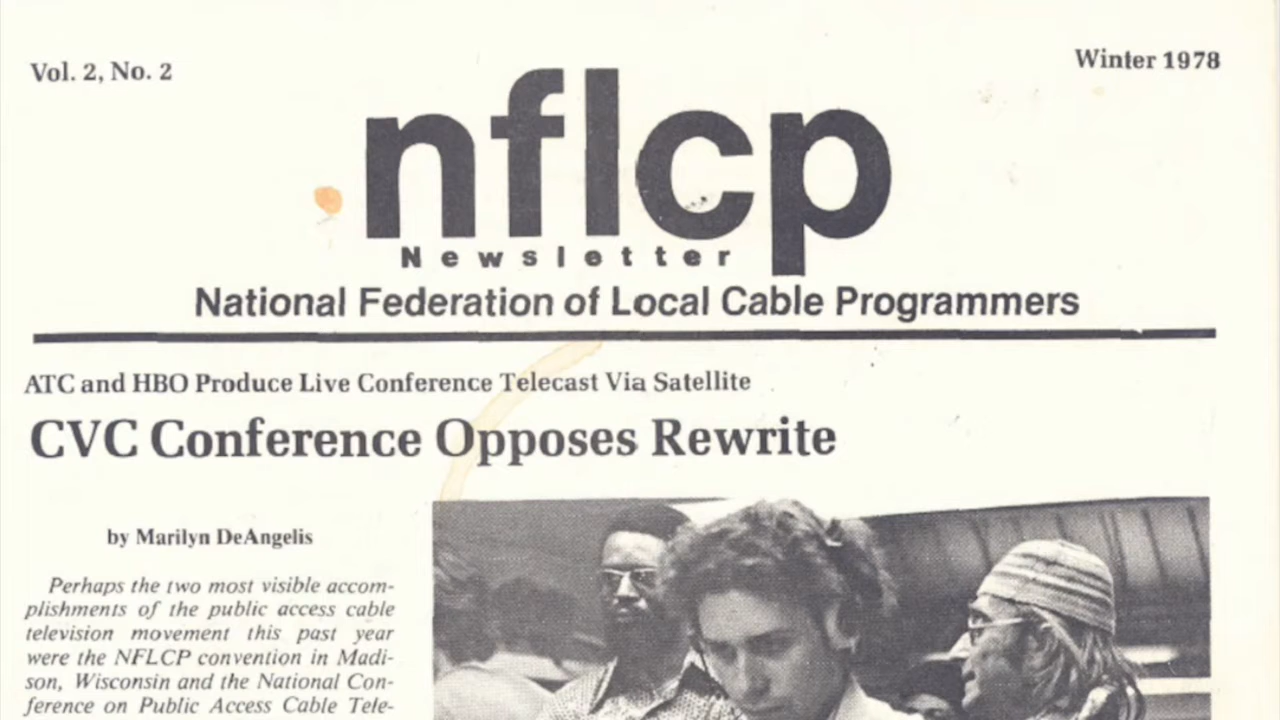 Vol. 2, No. 2
Winter 1978
nflcp
Newsletter
National Federation of Local Cable Programmers
ATC and HBO Produce Live Conference Telecast Via Satellite
CVC Conference Opposes Rewrite
by Marilyn DeAngelis
Perhaps the two most visible accom-
plishments of the public access cable
television movement this past year
were the NFLCP convention in Madi-
son, Wisconsin and the National Con-
ference on Public Access Cable Tele-